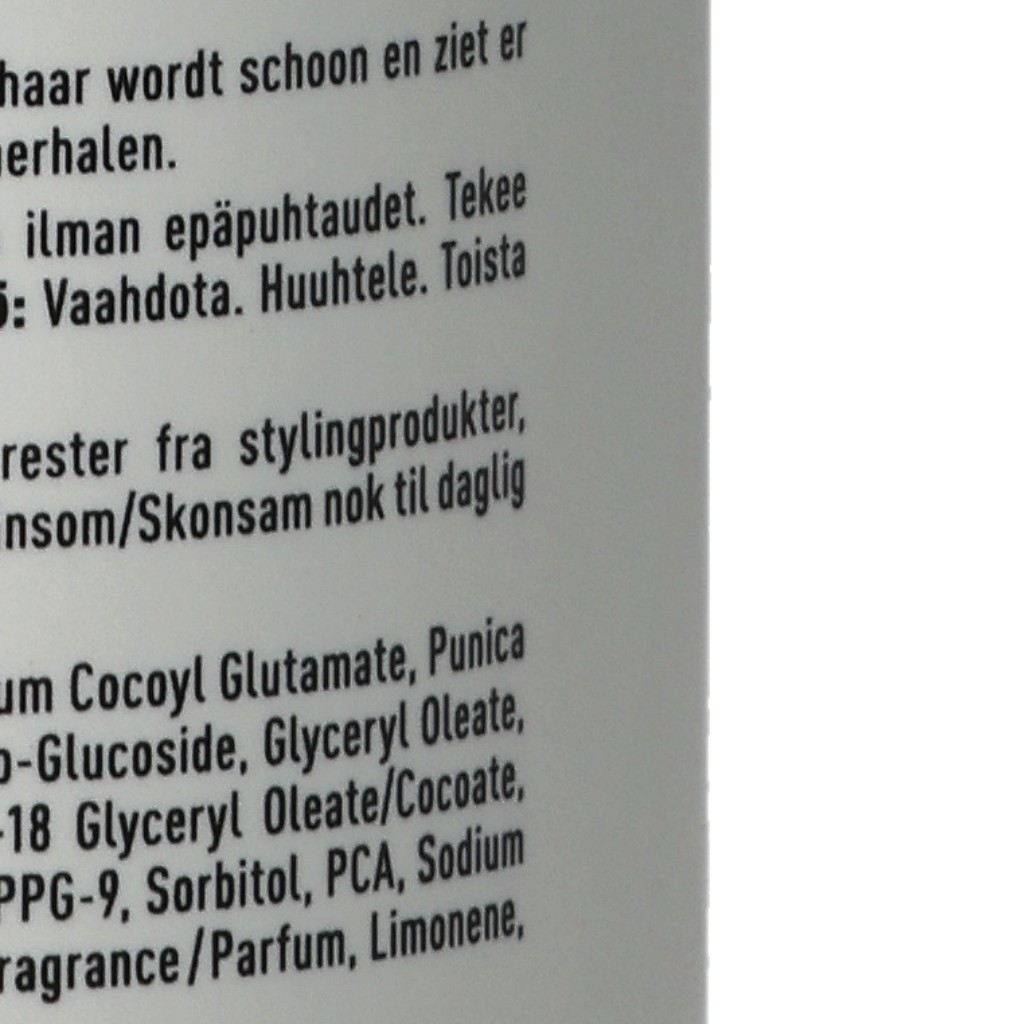 haar wordt schoon en ziet er
erhalen.
ilman epäpuhtaudet. Tekee
: Vaahdota. Huuhtele. Toista
rester fra stylingprodukter,
nsom/Skonsam nok til daglig
um Cocoyl Glutamate, Punica
o-Glucoside, Glyceryl Oleate,
-18 Glyceryl Oleate/Cocoate,
PPG-9, Sorbitol, PCA, Sodium
ragrance/Parfum, Limonene,